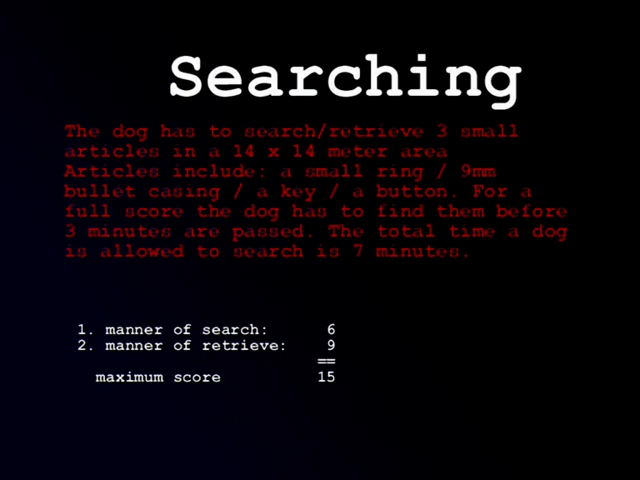 Searching
The dog has to search/retrieve 3 small
articles in a 14 x 14 meter area
Articles include: a small ring / 9mm
bullet casing / a key / a button. For a
full score the dog has to find them before
3 minutes are passed. The total time a dog
is allowed to search is 7 minutes.
1. manner of search: 6
2. manner of retrieve: 9
==
maximum score 15